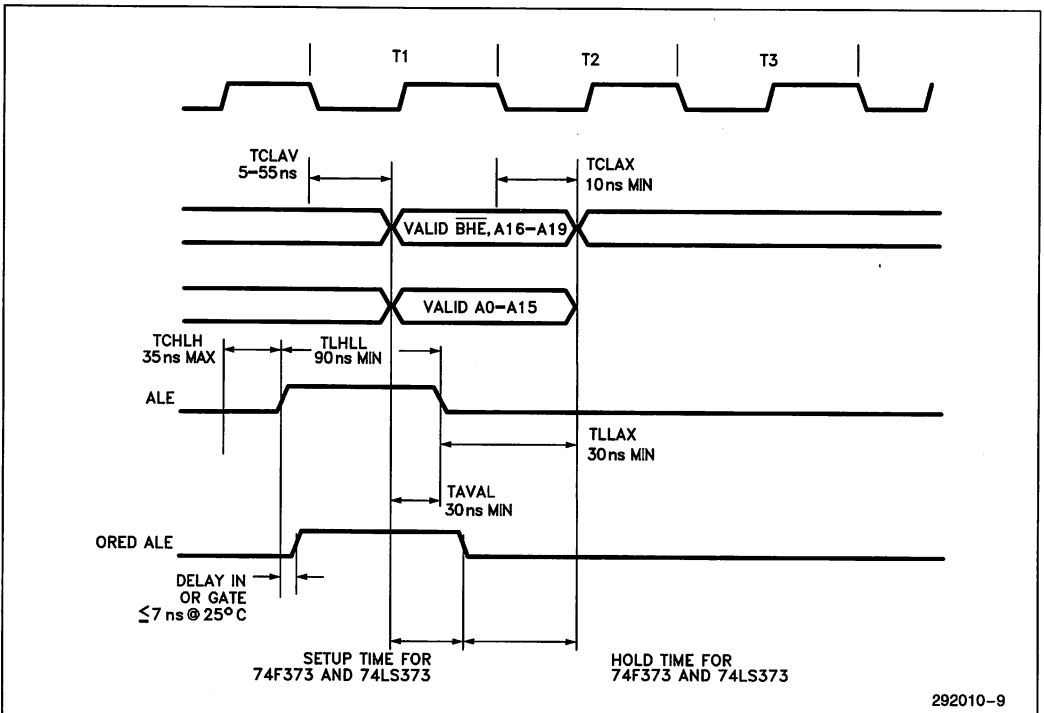 T1
T2
T3
TCLAV
5–55ns
TCLAX
10ns MIN
VALID B̅H̅E̅, A16–A19
VALID A0–A15
TCHLH
35ns MAX
TLHLL
90ns MIN
ALE
TLLAX
30ns MIN
TAVAL
30ns MIN
ORED ALE
DELAY IN
OR GATE
≤7 ns @ 25° C
SETUP TIME FOR
74F373 AND 74LS373
HOLD TIME FOR
74F373 AND 74LS373
292010–9